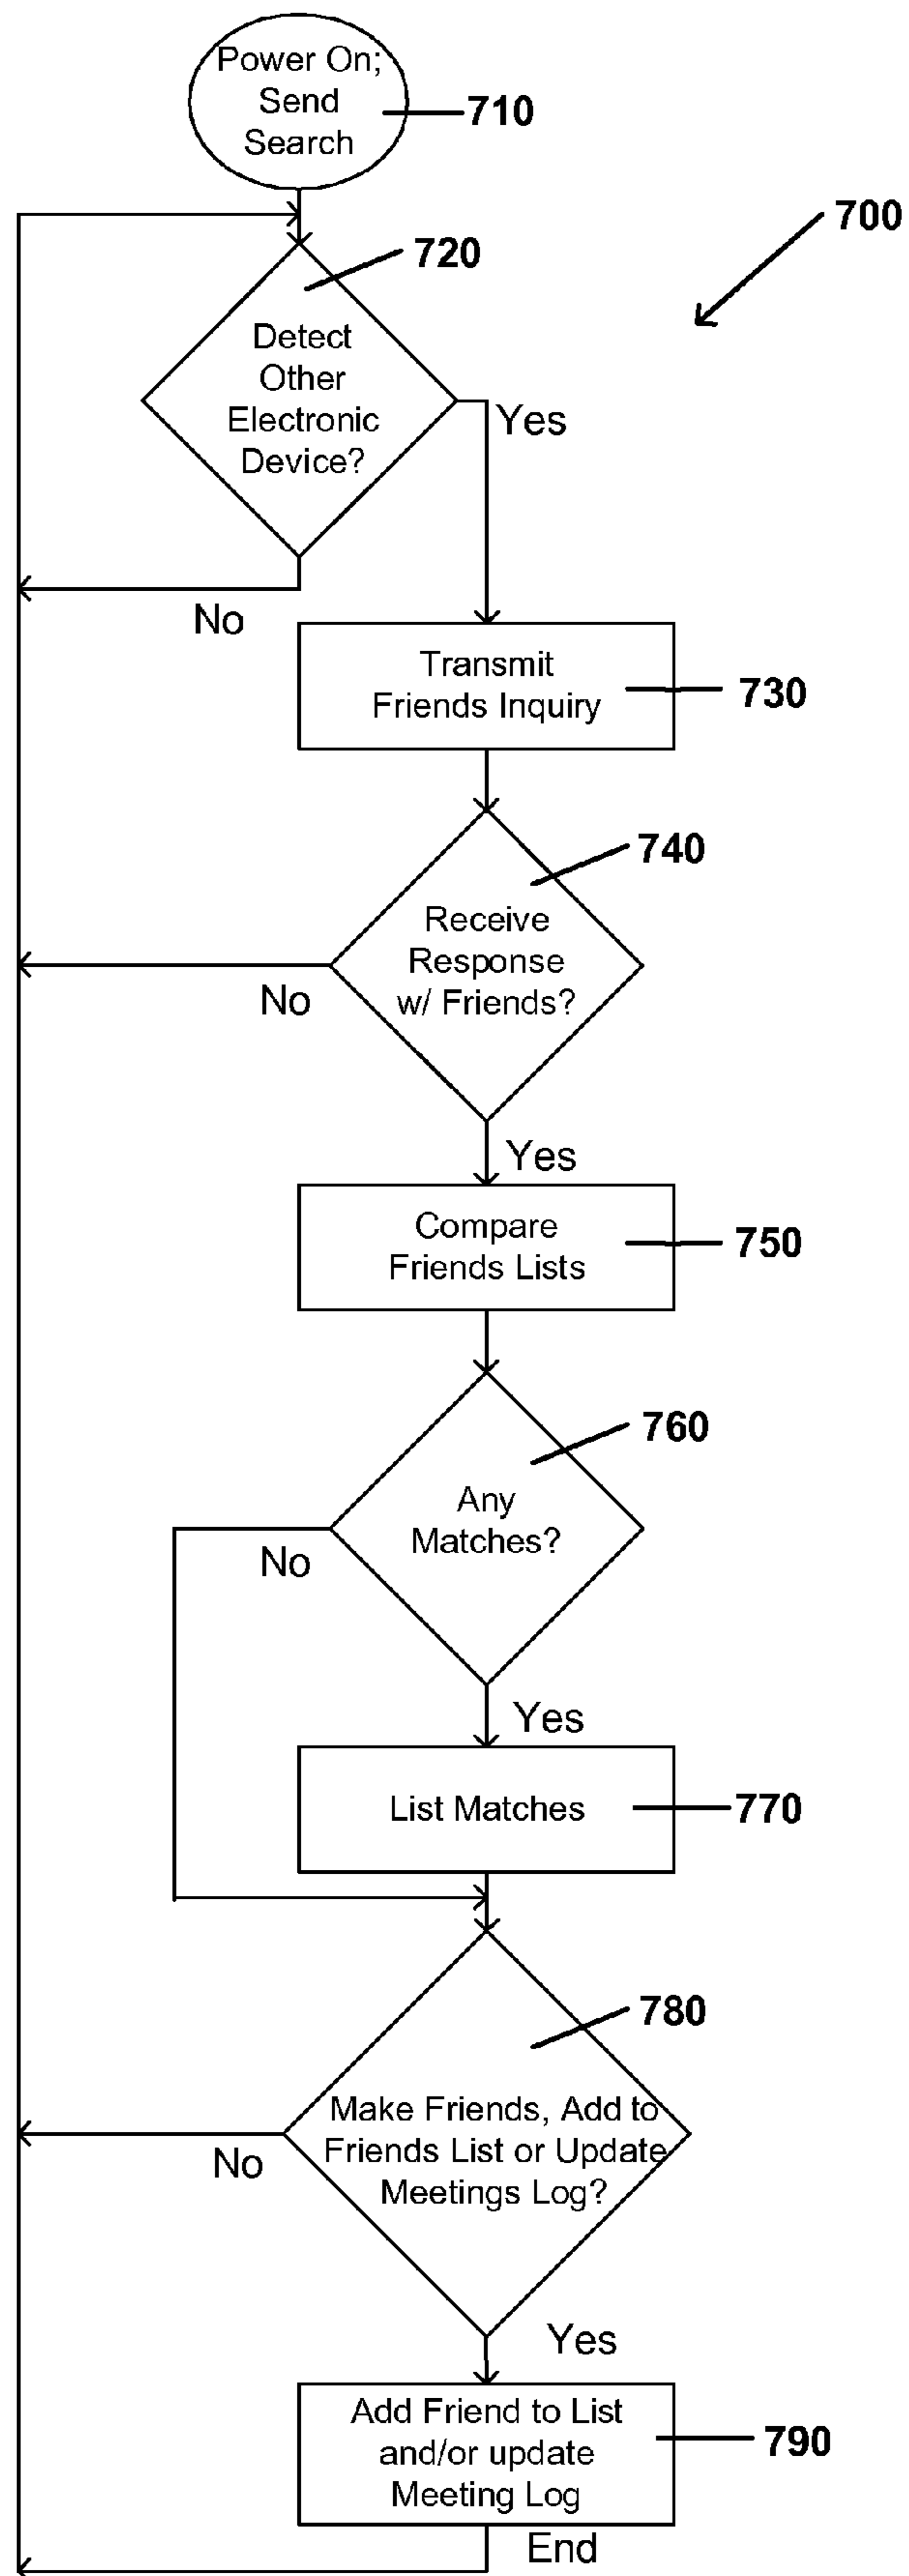 Power On;
Send
Search
710
700
720
Detect
Other
Electronic
Device?
Yes
No
Transmit
Friends Inquiry
730
740
Receive
Response
w/ Friends?
No
Yes
Compare
Friends Lists
750
760
Any
Matches?
No
Yes
List Matches
770
780
Make Friends, Add to
Friends List or Update
Meetings Log?
No
Yes
Add Friend to List
and/or update
Meeting Log
790
End